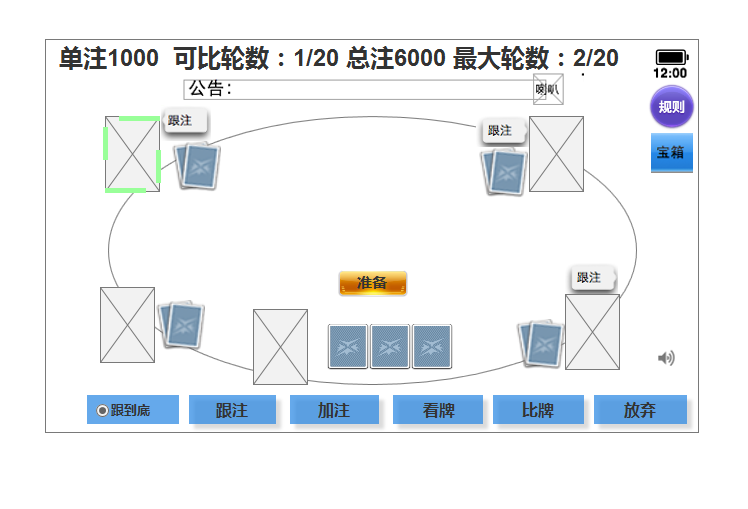 单注1000 可比轮数：1/20 总注6000 最大轮数：2/20
12:00
公告：
喇叭
规则
跟注
跟注
宝箱
跟注
准备
跟到底
跟注
加注
看牌
比牌
放弃